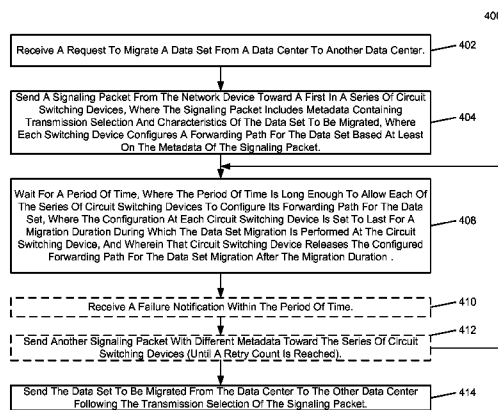 400
Receive A Request To Migrate A Data Set From A Data Center To Another Data Center.
402
Send A Signaling Packet From The Network Device Toward A First In A Series Of Circuit
Switching Devices, Where The Signaling Packet Includes Metadata Containing
Transmission Selection And Characteristics Of The Data Set To Be Migrated, Where
Each Switching Device Configures A Forwarding Path For The Data Set Based At Least
On The Metadata Of The Signaling Packet.
404
Wait For A Period Of Time, Where The Period Of Time Is Long Enough To Allow Each Of
The Series Of Circuit Switching Devices To Configure Its Forwarding Path For The Data
Set, Where The Configuration At Each Circuit Switching Device Is Set To Last For A
Migration Duration During Which The Data Set Migration Is Performed At The Circuit
Switching Device, And Wherein That Circuit Switching Device Releases The Configured
Forwarding Path For The Data Set Migration After The Migration Duration .
408
Receive A Failure Notification Within The Period Of Time.
410
412
Send Another Signaling Packet With Different Metadata Toward The Series Of Circuit
Switching Devices (Until A Retry Count Is Reached).
Send The Data Set To Be Migrated From The Data Center To The Other Data Center
Following The Transmission Selection Of The Signaling Packet.
414